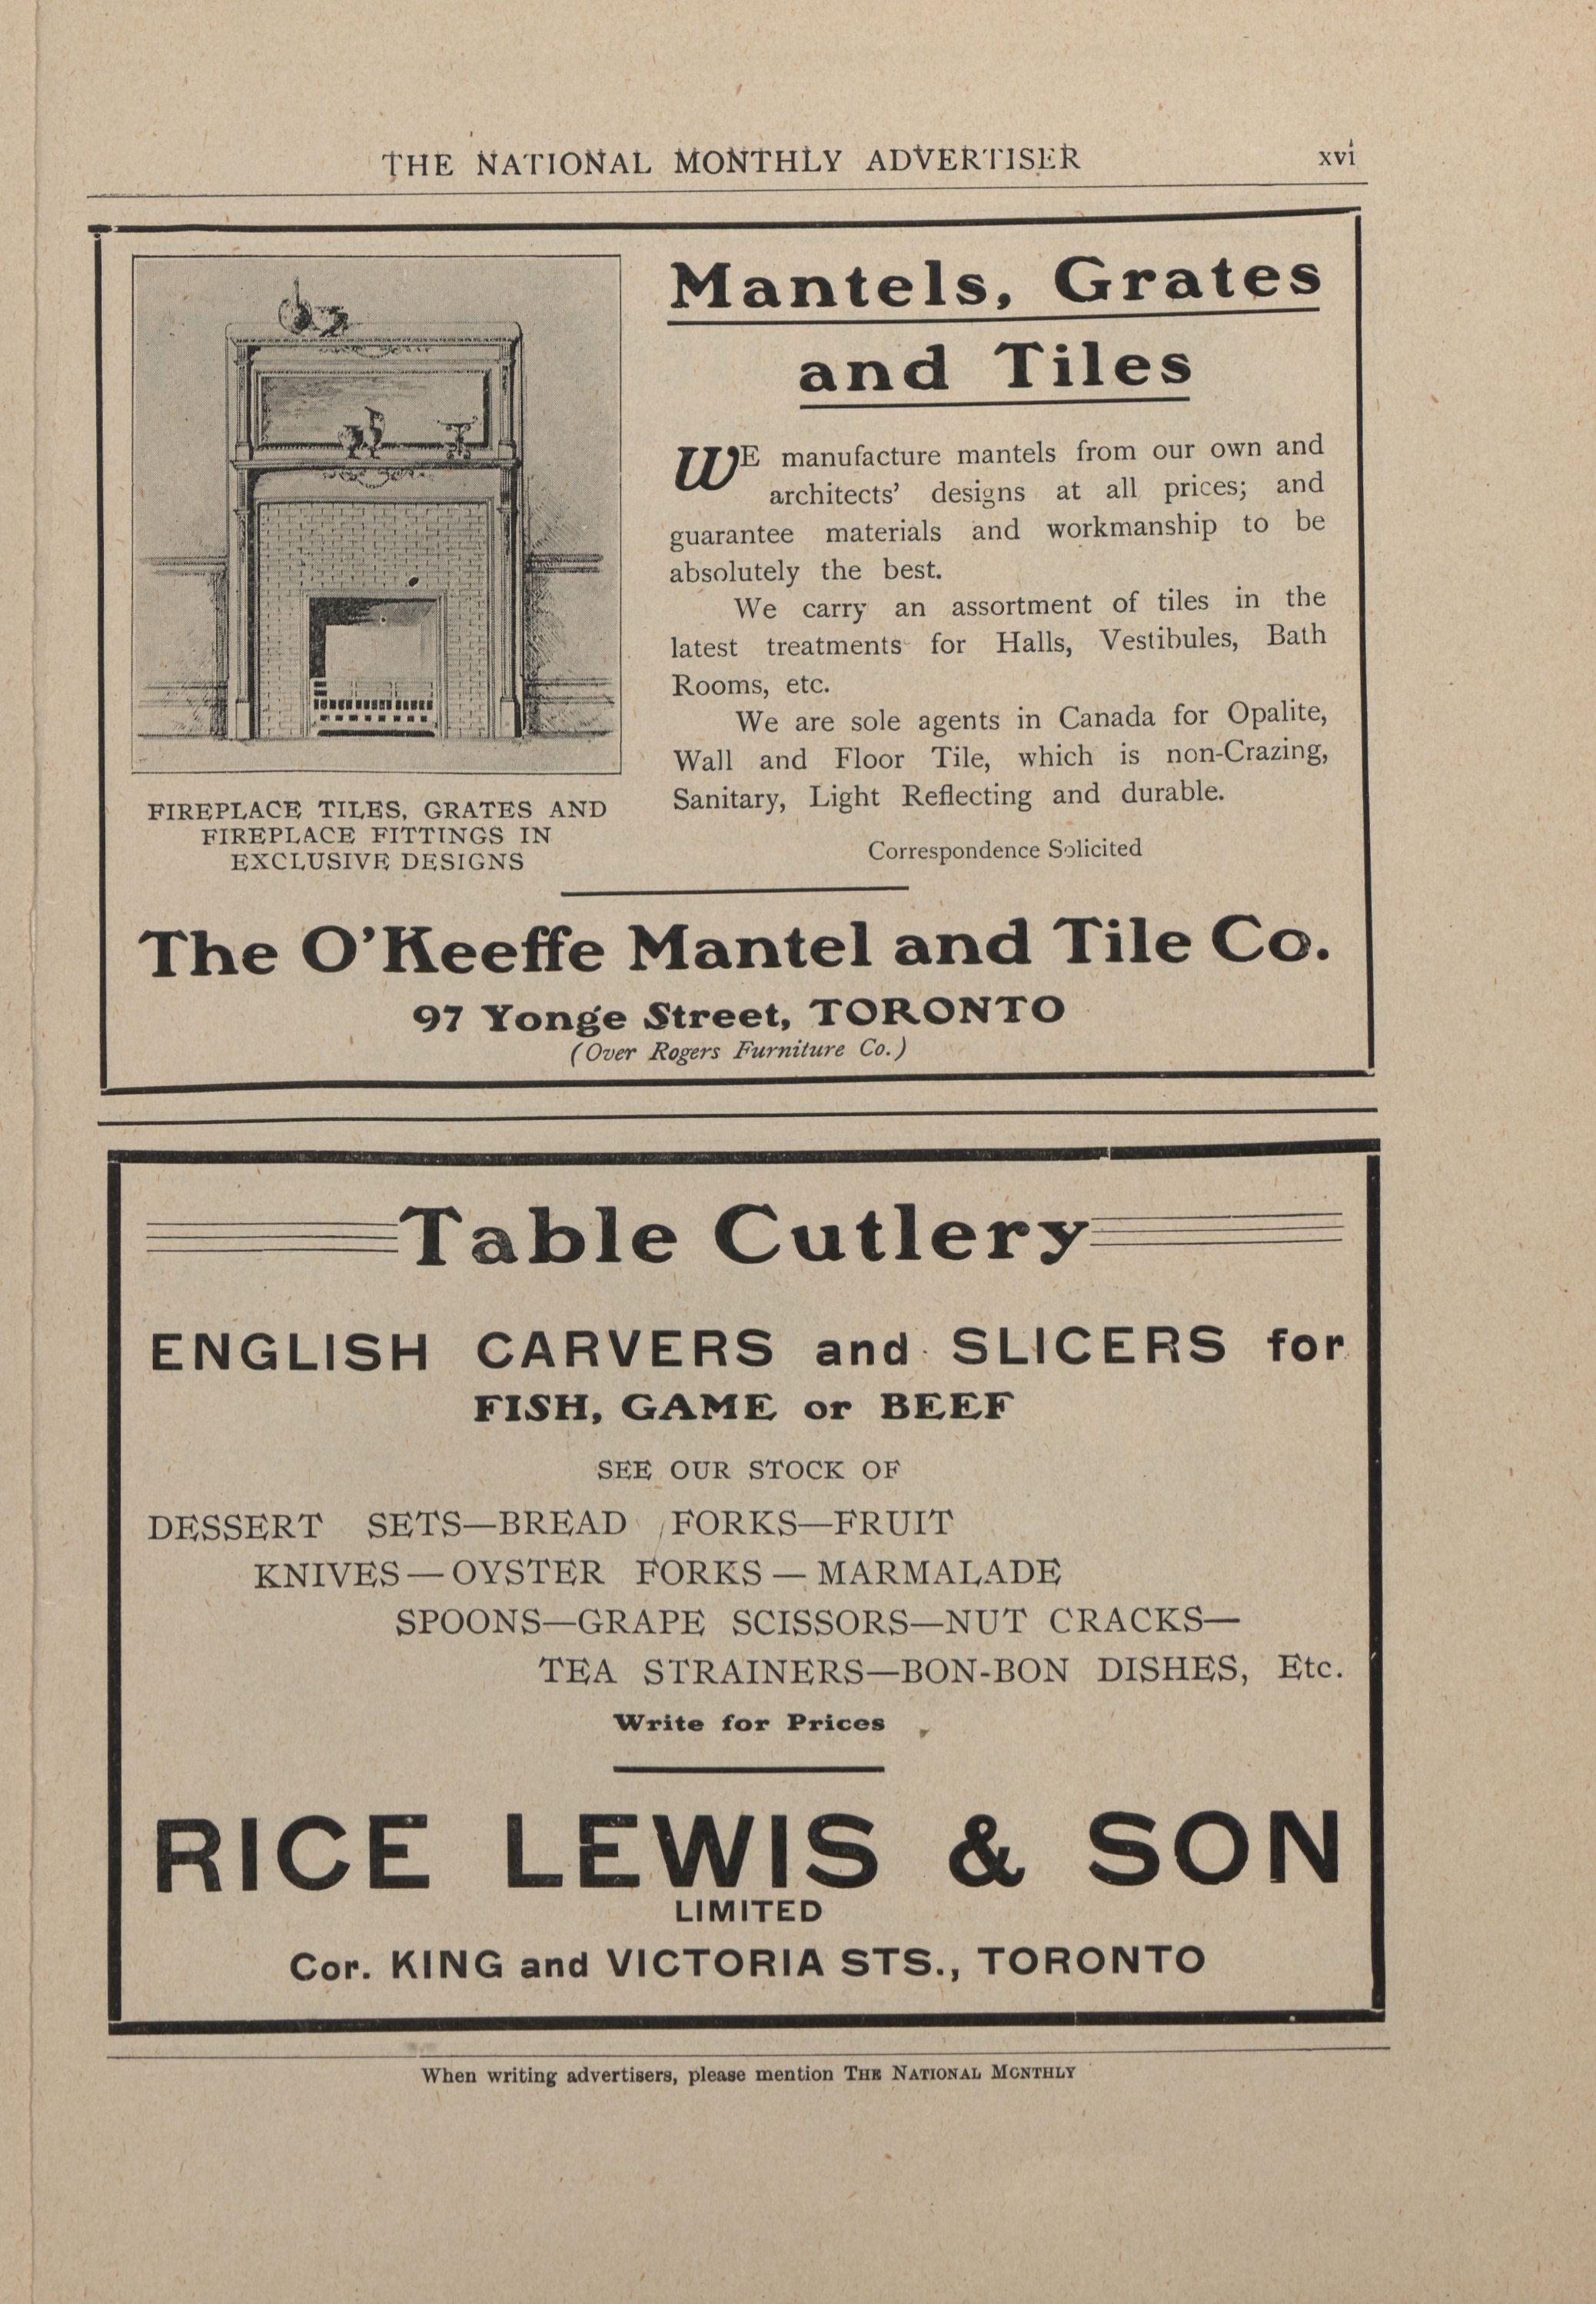 THE NATIONAL MONTHLY ADVERTISER xvi
Mantels, Grates
and Tiles
WE manufacture mantels from our own and
architects’ designs at all prices; and
guarantee materials and workmanship to be
absolutely the best.
We carry an assortment of tiles in the
latest treatments for Halls, Vestibules, Bath
Rooms, etc.
We are sole agents in Canada for Opalite,
Wall and Floor Tile, which is non-Crazing,
Sanitary, Light Reflecting and durable.
Correspondence Solicited
FIREPLACE TILES, GRATES AND
FIREPLACE FITTINGS IN
EXCLUSIVE DESIGNS
The O’Keeffe Mantel and Tile Co.
97 Yonge Street, TORONTO
(Over Rogers Furniture Co.)
Table Cutlery
ENGLISH CARVERS and SLICERS for
FISH, GAME or BEEF
SEE OUR STOCK OF
DESSERT SETS—BREAD FORKS—FRUIT
KNIVES—OYSTER FORKS—MARMALADE
SPOONS—GRAPE SCISSORS—NUT CRACKS—
TEA STRAINERS—BON-BON DISHES, Etc.
Write for Prices
RICE LEWIS & SON
LIMITED
Cor. KING and VICTORIA STS., TORONTO
When writing advertisers, please mention THE NATIONAL MONTHLY